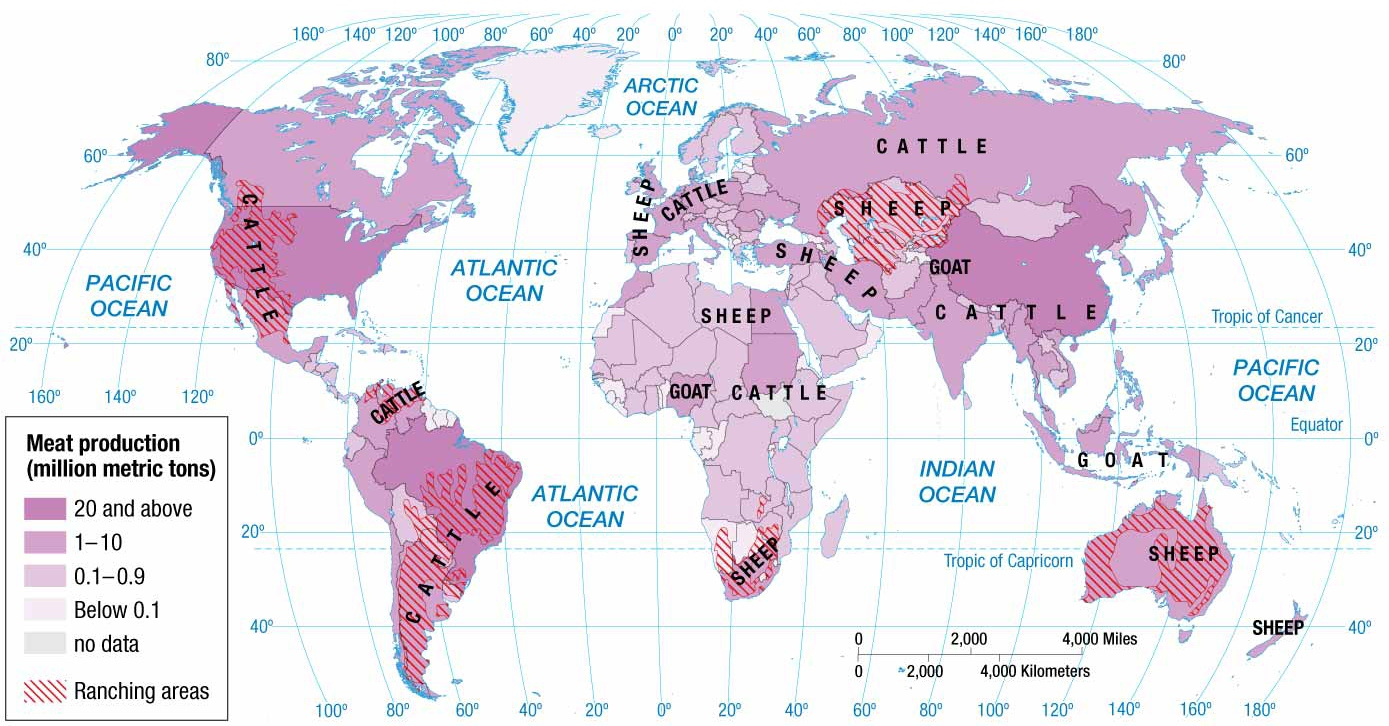 160º 140º 120º 100º 80º 60º 40º 20º 0º 20º 40º 60º 80º 100º 120º 140º 160º 180º
80º
80º
ARCTIC
OCEAN
CATTLE
60º
60º
CATTLE
SHEEP
CATTLE
SHEEP
40º
40º
SHEEP
GOAT
PACIFIC
OCEAN
ATLANTIC
OCEAN
SHEEP
CATTLE
Tropic of Cancer
20º
20º
PACIFIC
OCEAN
160º 140º 120º
CATTLE
GOAT
CATTLE
Equator
0º
0º
GOAT
INDIAN
OCEAN
CATTLE
ATLANTIC
OCEAN
20º
20º
SHEEP
Tropic of Capricorn
SHEEP
40º
40º
SHEEP
0 2,000 4,000 Miles
0 2,000 4,000 Kilometers
100º 80º 60º 40º 20º 0º 20º 40º 60º 80º 100º 120º 140º 160º 180º
Meat production
(million metric tons)
20 and above
1–10
0.1–0.9
Below 0.1
no data
Ranching areas